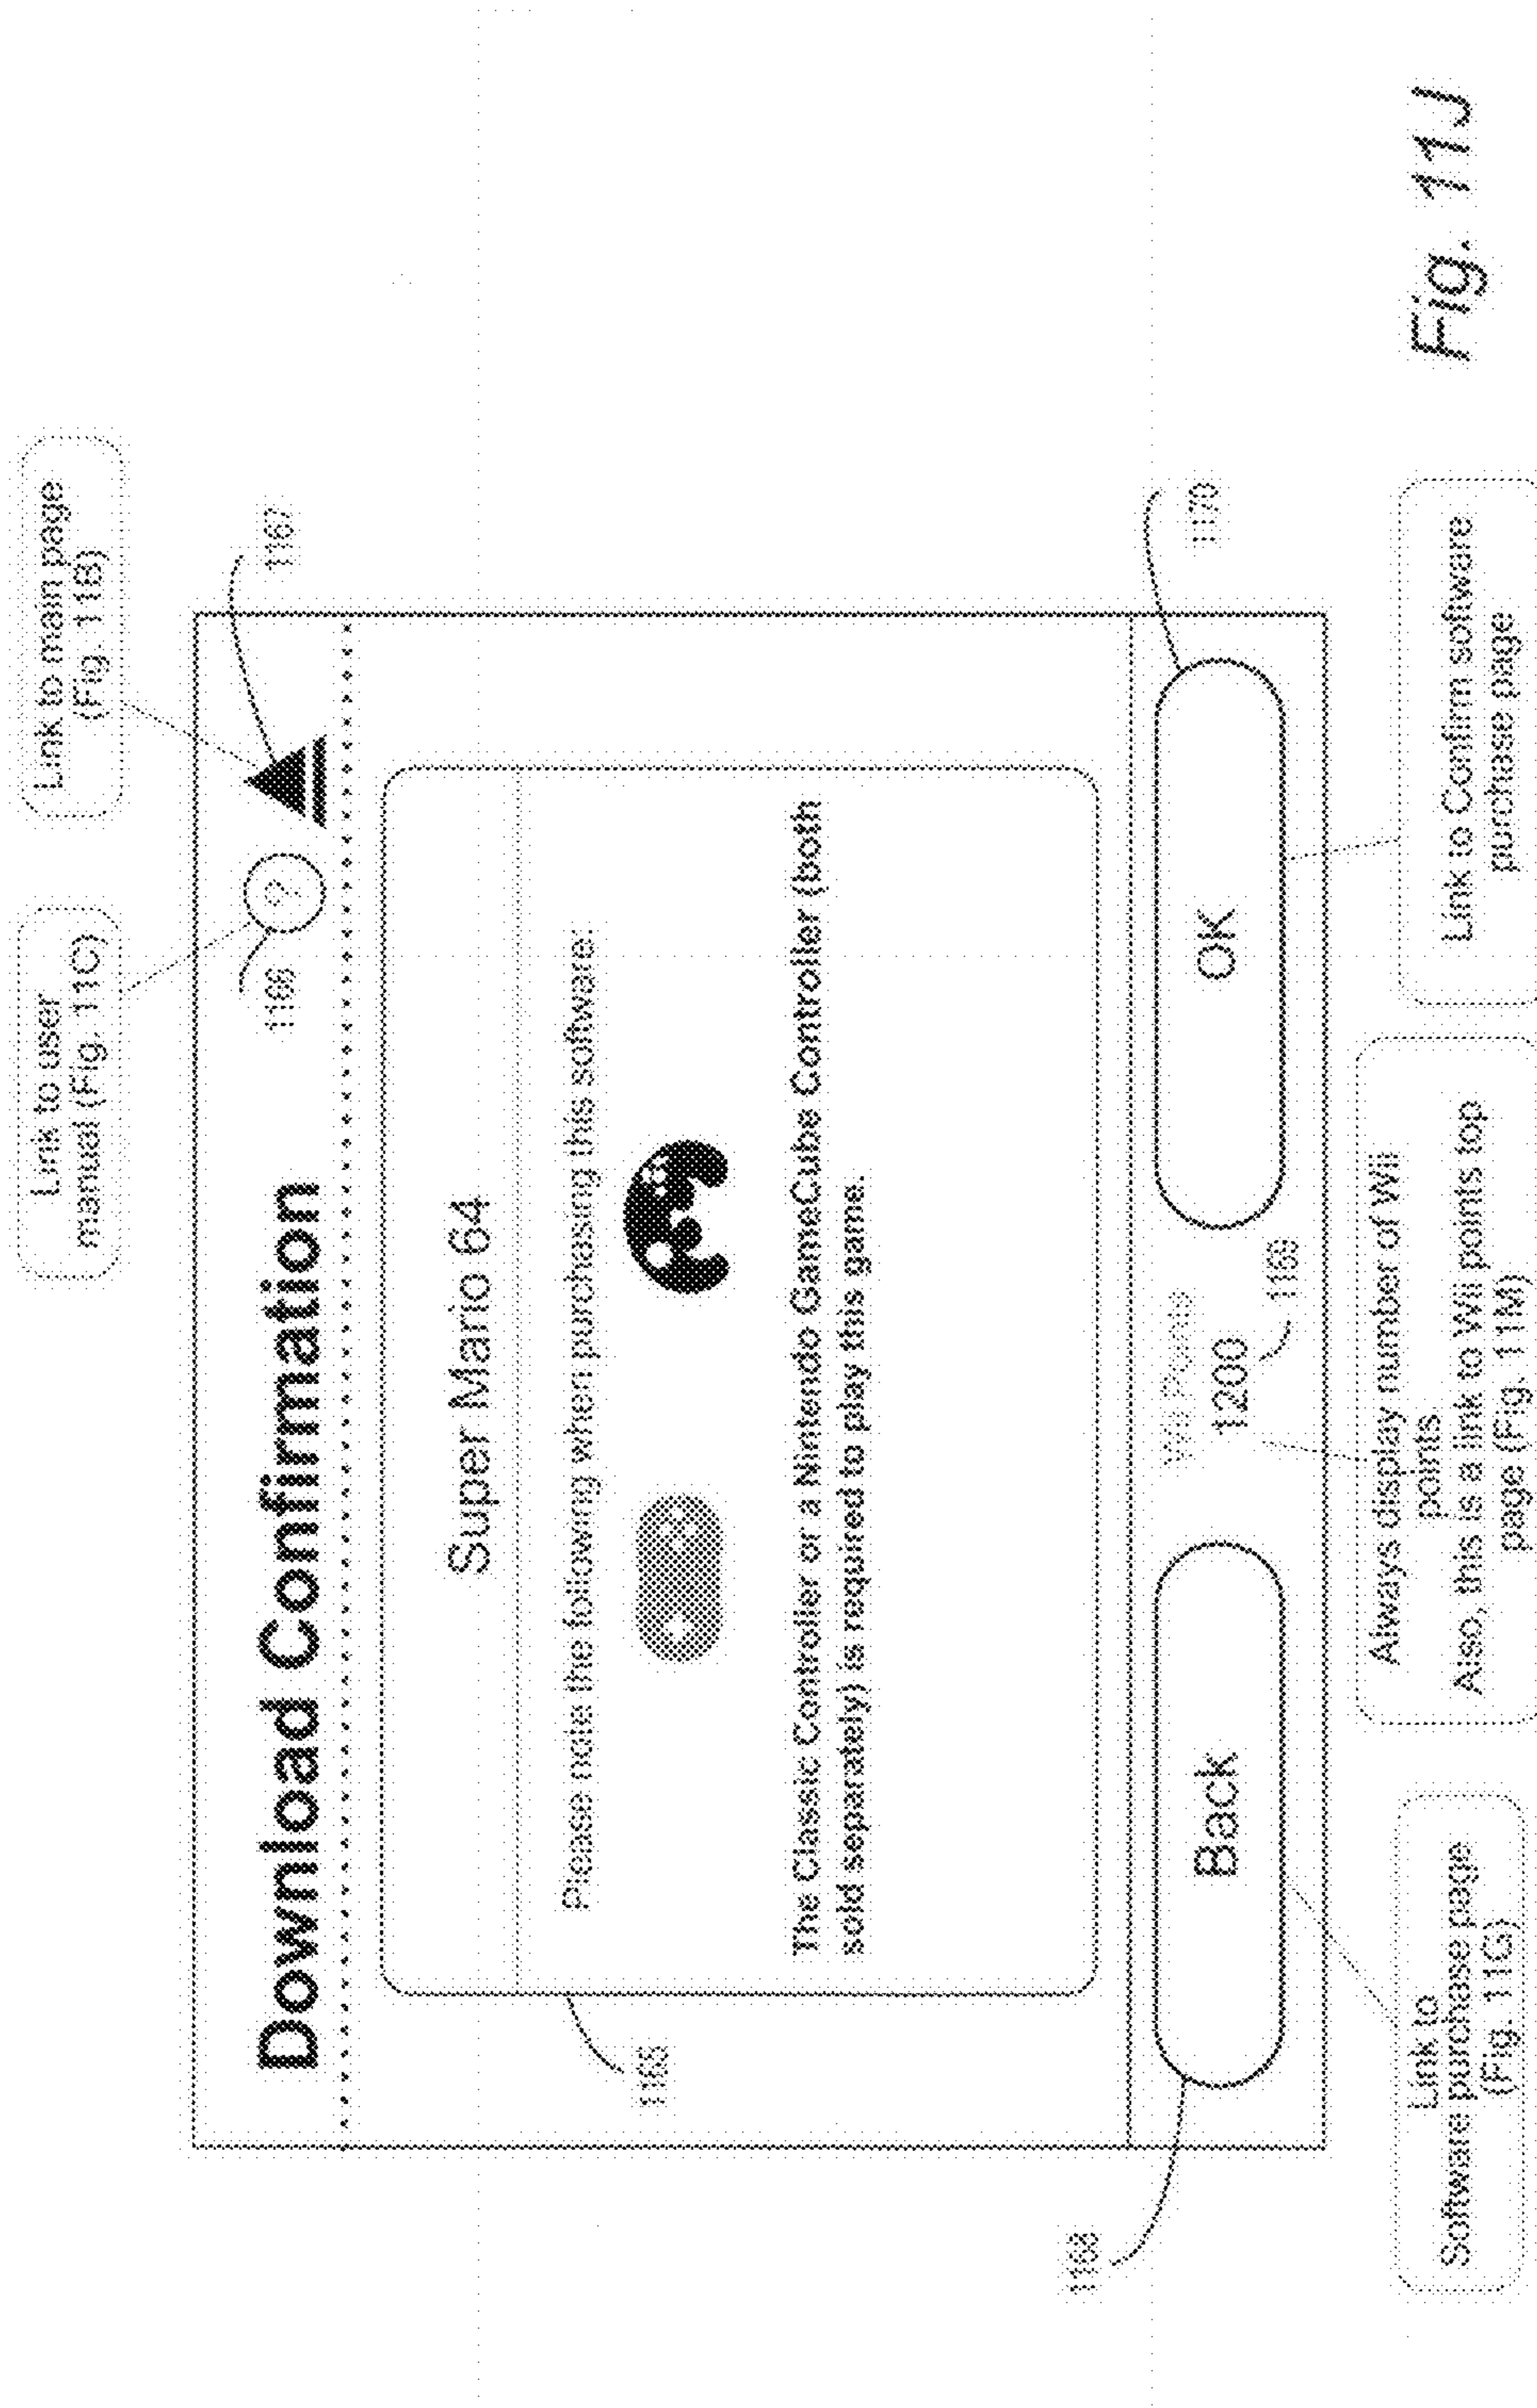 Link to user
manual (Fig. 11C)
Link to main page
(Fig. 11B)
Download Confirmation
1166
?
1167
Super Mario 64
1165
Please note the following when purchasing this software:
The Classic Controller or a Nintendo GameCube Controller (both
sold separately) is required to play this game.
1168
Back
Wii Points
1200
1169
OK
1170
Link to
Software purchase page
(Fig. 11G)
Always display number of Wii
points
Also, this is a link to Wii points top
page (Fig. 11M)
Link to Confirm software
purchase page
Fig. 11J